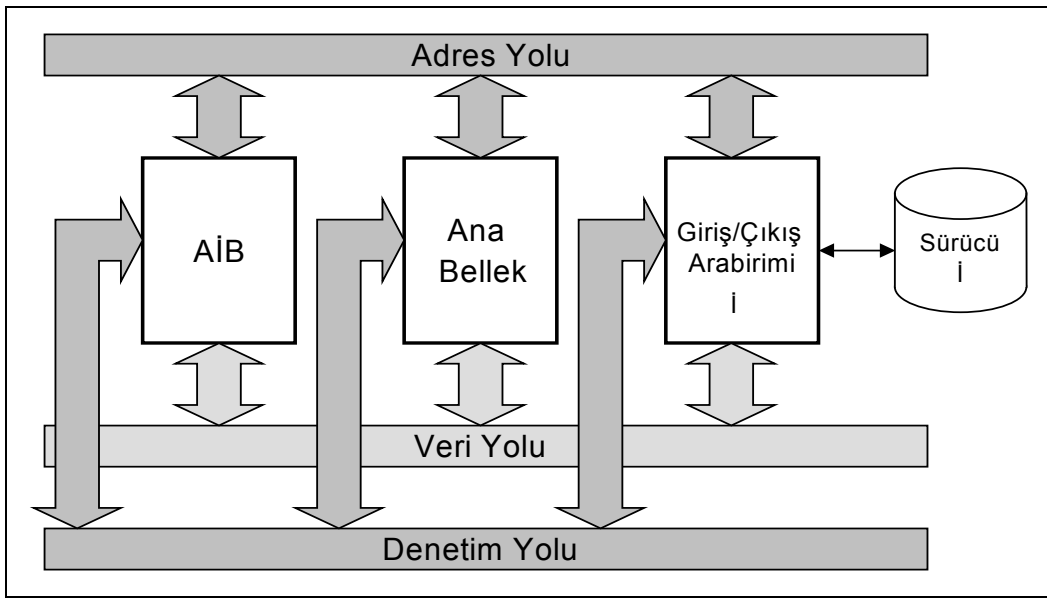 Adres Yolu
AİB
Ana
Bellek
Giriş/Çıkış
Arabirimi
İ
Sürücü
İ
Veri Yolu
Denetim Yolu